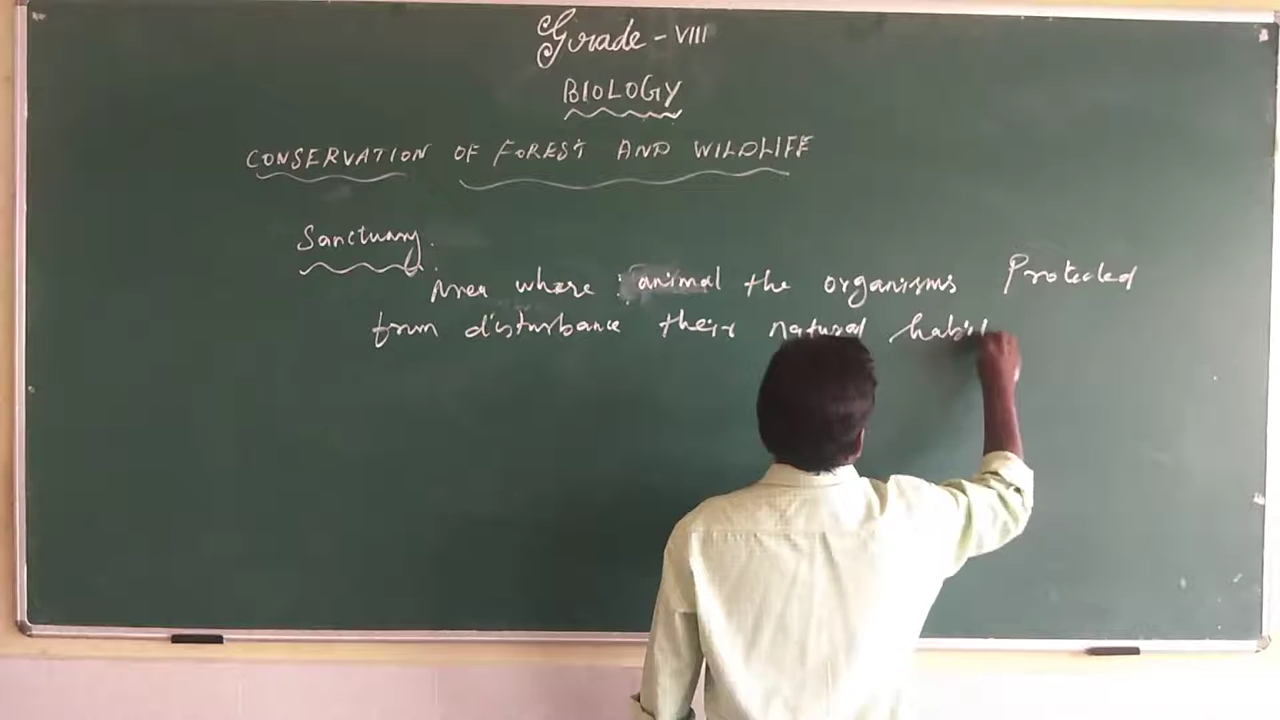 Grade - VIII
BIOLOGY
CONSERVATION OF FOREST AND WILDLIFE
Sanctuary.
Area where : animal the organisms Protected
from disturbance their natural habit